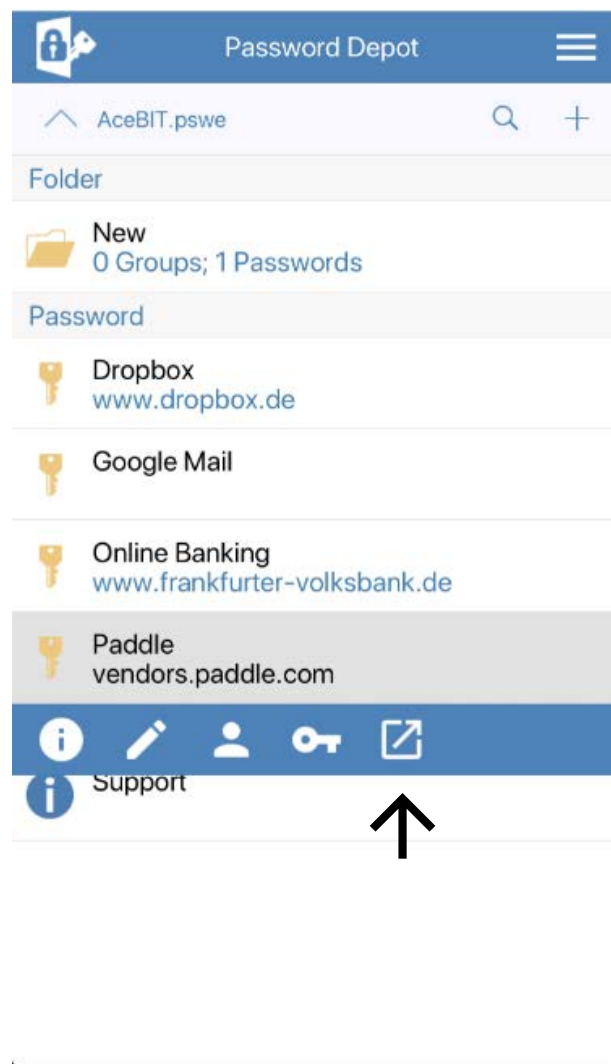 Password Depot
AceBIT.pswe
Folder
New
0 Groups; 1 Passwords
Password
Dropbox
www.dropbox.de
Google Mail
Online Banking
www.frankfurter-volksbank.de
Paddle
vendors.paddle.com
Support